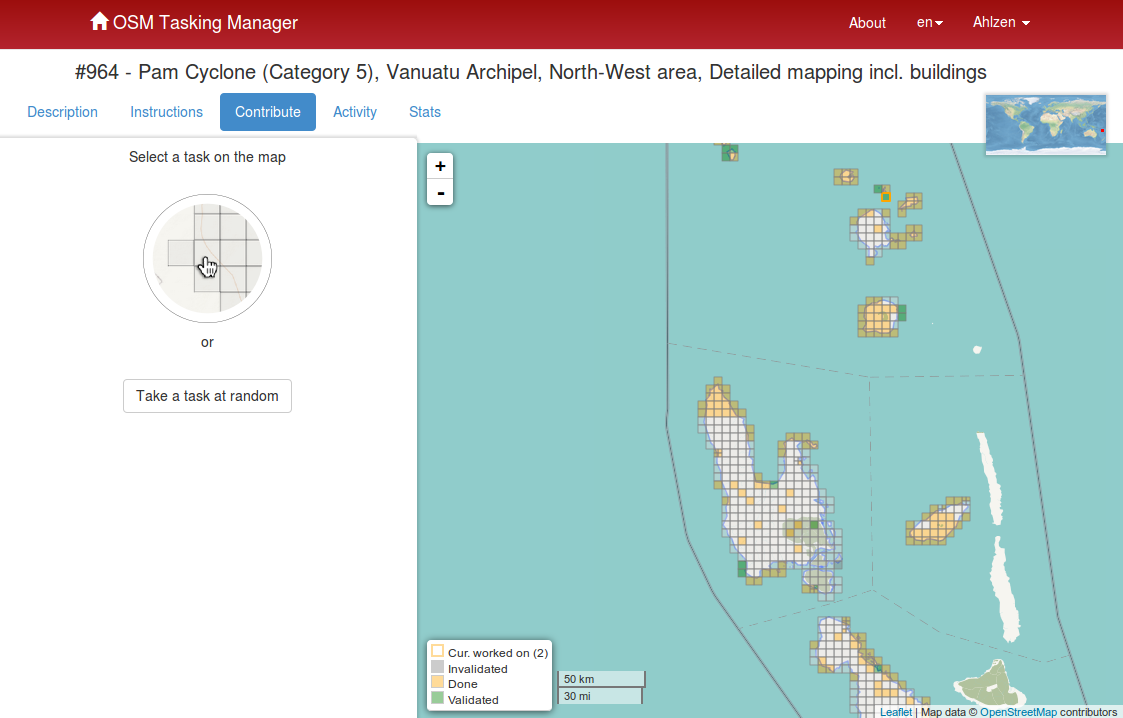 OSM Tasking Manager
About
en
Ahlzen
#964 - Pam Cyclone (Category 5), Vanuatu Archipel, North-West area, Detailed mapping incl. buildings
Description
Instructions
Contribute
Activity
Stats
Select a task on the map
or
Take a task at random
+
-
Cur. worked on (2)
Invalidated
Done
Validated
50 km
30 mi
Leaflet | Map data © OpenStreetMap contributors